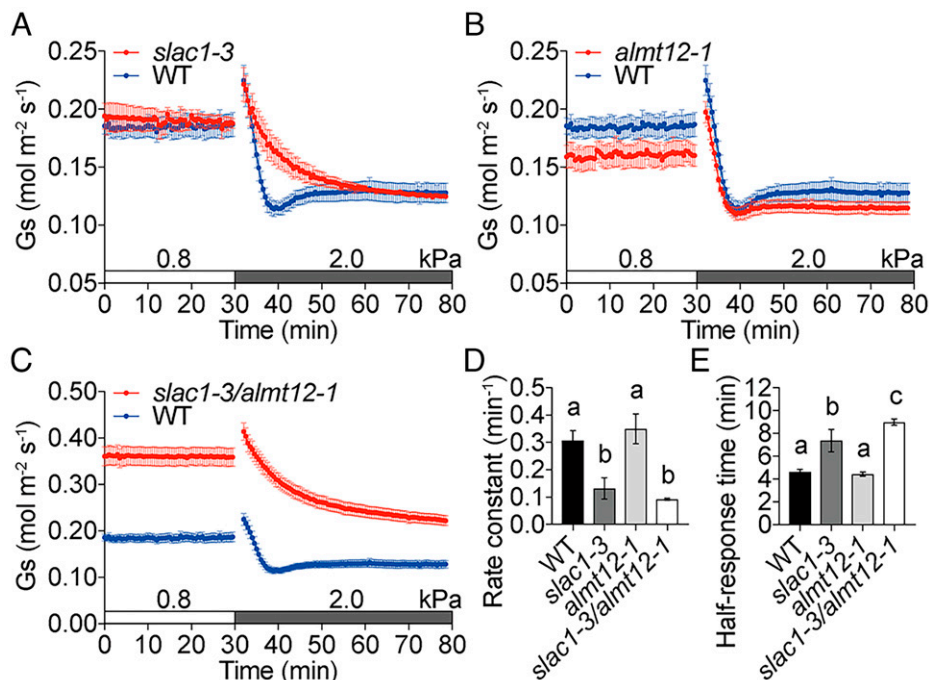 A
slac1-3
WT
Gs (mol m⁻² s⁻¹)
0.25
0.20
0.15
0.10
0.05
0.8
2.0
kPa
0 10 20 30 40 50 60 70 80
Time (min)
B
almt12-1
WT
Gs (mol m⁻² s⁻¹)
0.25
0.20
0.15
0.10
0.05
0.8
2.0
kPa
0 10 20 30 40 50 60 70 80
Time (min)
C
slac1-3/almt12-1
WT
Gs (mol m⁻² s⁻¹)
0.50
0.40
0.30
0.20
0.10
0.00
0.8
2.0
kPa
0 10 20 30 40 50 60 70 80
Time (min)
D
Rate constant (min⁻¹)
0.5
0.4
0.3
0.2
0.1
0.0
a
b
a
b
WT
slac1-3
almt12-1
slac1-3/almt12-1
E
Half-response time (min)
12
10
8
6
4
2
0
a
b
a
c
WT
slac1-3
almt12-1
slac1-3/almt12-1